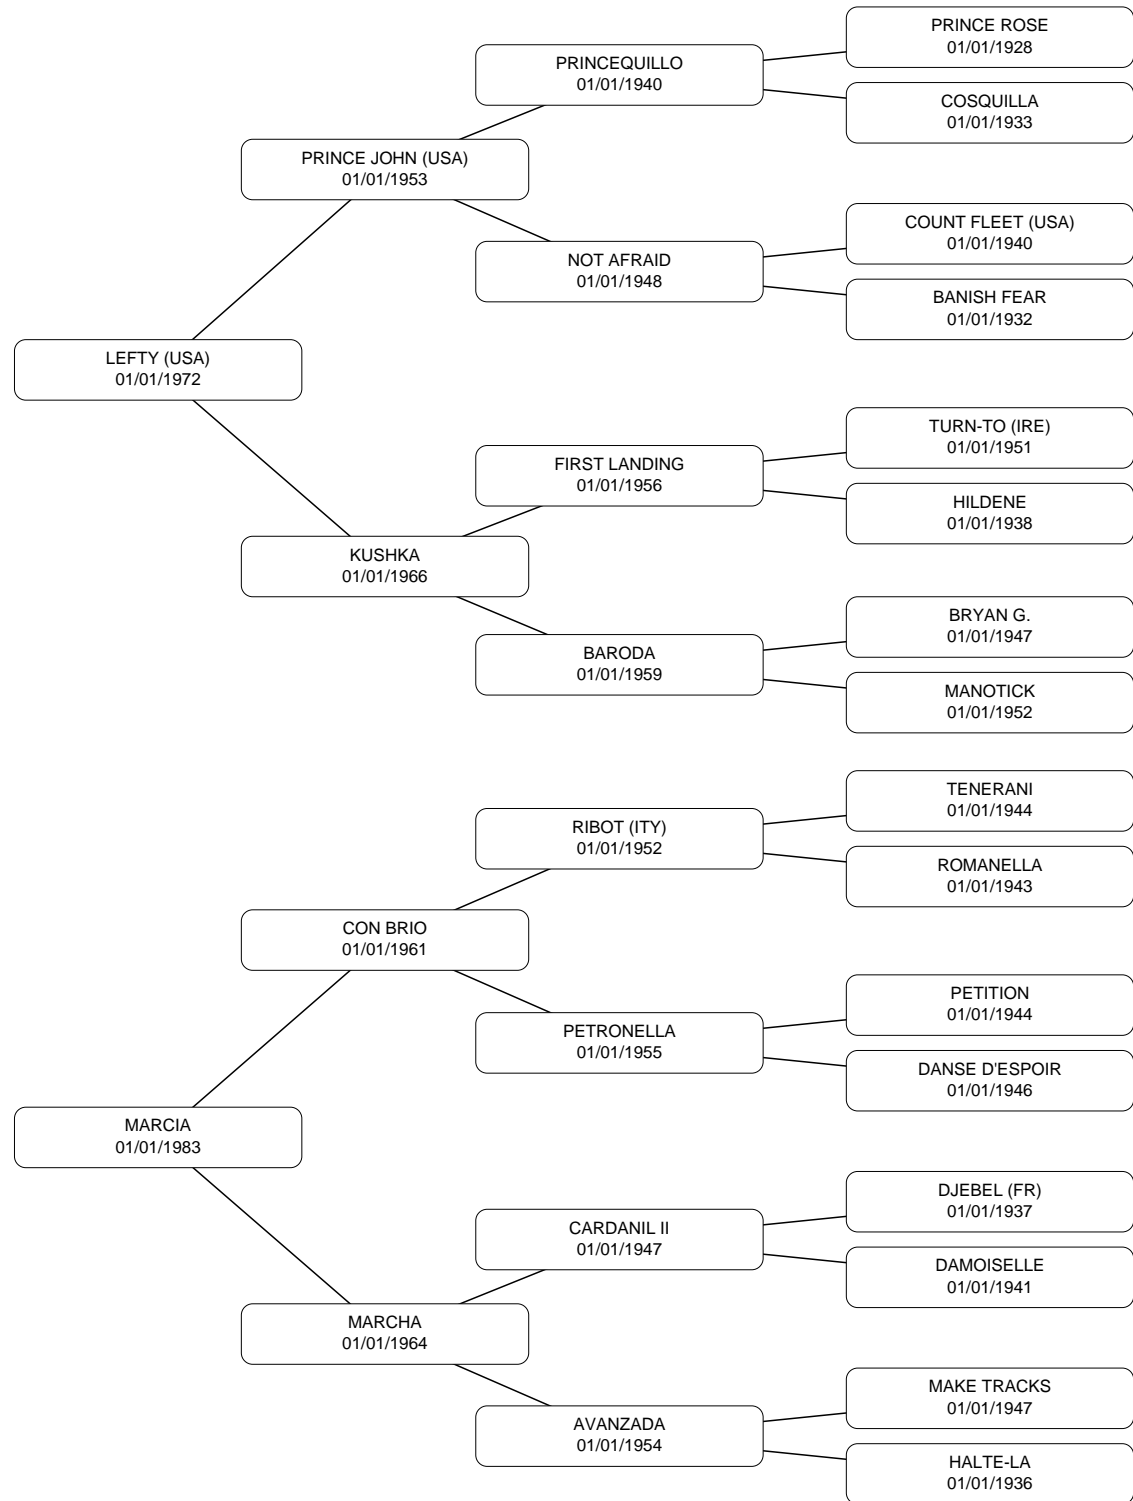 PRINCE ROSE
01/01/1928
PRINCEQUILLO
01/01/1940
COSQUILLA
01/01/1933
PRINCE JOHN (USA)
01/01/1953
COUNT FLEET (USA)
01/01/1940
NOT AFRAID
01/01/1948
BANISH FEAR
01/01/1932
LEFTY (USA)
01/01/1972
TURN-TO (IRE)
01/01/1951
FIRST LANDING
01/01/1956
HILDENE
01/01/1938
KUSHKA
01/01/1966
BRYAN G.
01/01/1947
BARODA
01/01/1959
MANOTICK
01/01/1952
TENERANI
01/01/1944
RIBOT (ITY)
01/01/1952
ROMANELLA
01/01/1943
CON BRIO
01/01/1961
PETITION
01/01/1944
PETRONELLA
01/01/1955
DANSE D'ESPOIR
01/01/1946
MARCIA
01/01/1983
DJEBEL (FR)
01/01/1937
CARDANIL II
01/01/1947
DAMOISELLE
01/01/1941
MARCHA
01/01/1964
MAKE TRACKS
01/01/1947
AVANZADA
01/01/1954
HALTE-LA
01/01/1936